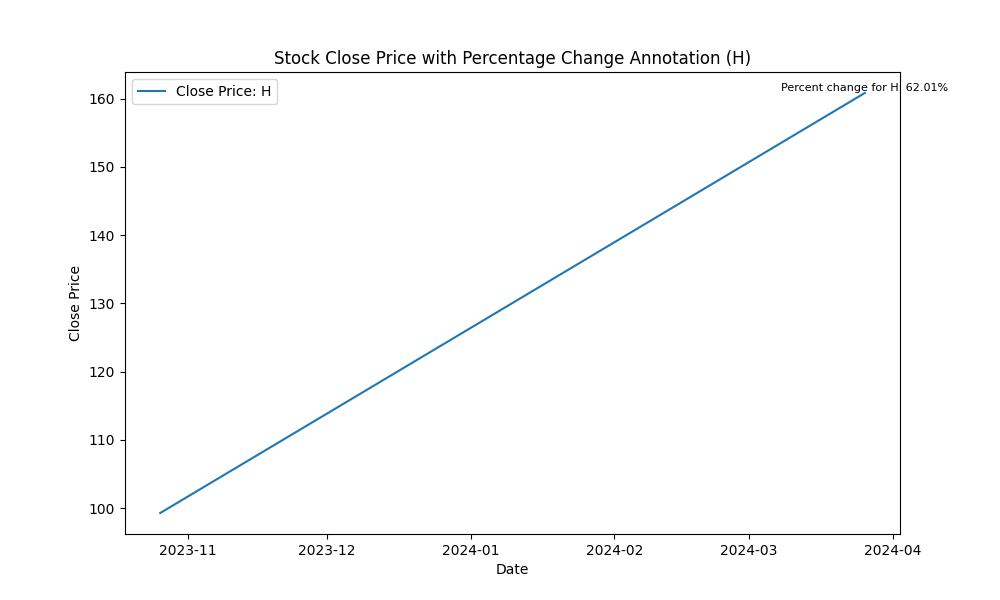 Stock Close Price with Percentage Change Annotation (H)
Close Price: H
Percent change for H: 62.01%
160
150
140
130
120
110
100
Close Price
2023-11
2023-12
2024-01
2024-02
2024-03
2024-04
Date